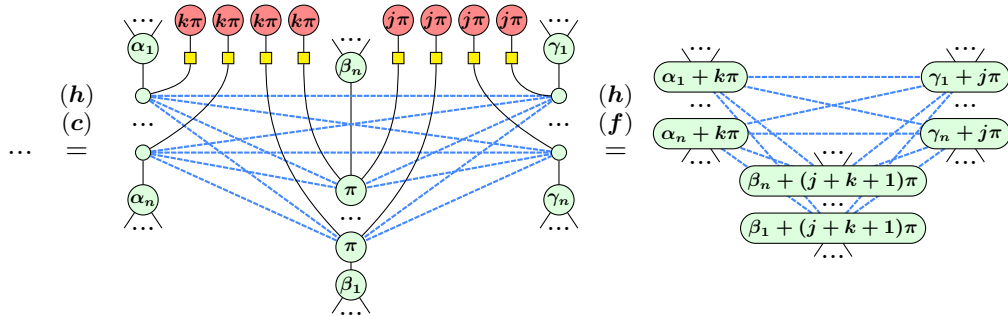 ... kπ kπ kπ kπ jπ jπ jπ jπ ...
α₁ ... γ₁
βₙ
(h) (h)
(c) ... ... (f)
... = =
π
αₙ ... γₙ
... π ...
β₁
...
... ...
α₁ + kπ γ₁ + jπ
... ...
αₙ + kπ γₙ + jπ
... ... ...
βₙ + (j + k + 1)π
...
β₁ + (j + k + 1)π
...